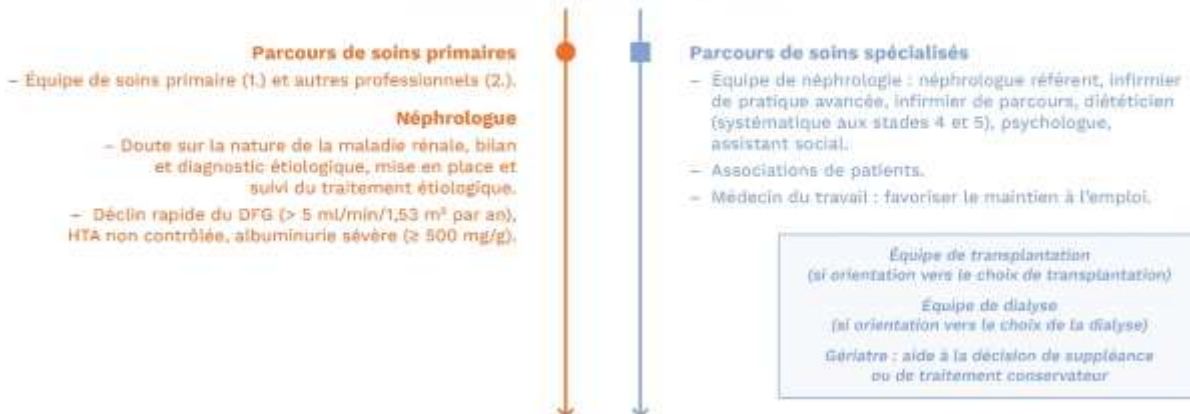 Parcours de soins primaires
– Équipe de soins primaire (1.) et autres professionnels (2.).
Néphrologue
– Doute sur la nature de la maladie rénale, bilan
et diagnostic étiologique, mise en place et
suivi du traitement étiologique.
– Déclin rapide du DFG (> 5 ml/min/1,53 m² par an),
HTA non contrôlée, albuminurie sévère (≥ 500 mg/g).
Parcours de soins spécialisés
– Équipe de néphrologie : néphrologue référent, infirmier
de pratique avancée, infirmier de parcours, diététicien
(systématique aux stades 4 et 5), psychologue,
assistant social.
– Associations de patients.
– Médecin du travail : favoriser le maintien à l'emploi.
Équipe de transplantation
(si orientation vers le choix de transplantation)
Équipe de dialyse
(si orientation vers le choix de la dialyse)
Gériatre : aide à la décision de suppléance
ou de traitement conservateur